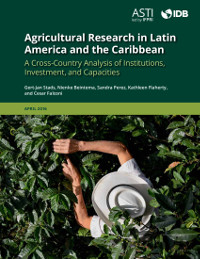 ASTI
led by IFPRI
IDB
Agricultural Research in Latin
America and the Caribbean
A Cross-Country Analysis of Institutions,
Investment, and Capacities
Gert-Jan Stads, Nienke Beintema, Sandra Perez, Kathleen Flaherty,
and Cesar Falconi
APRIL 2016